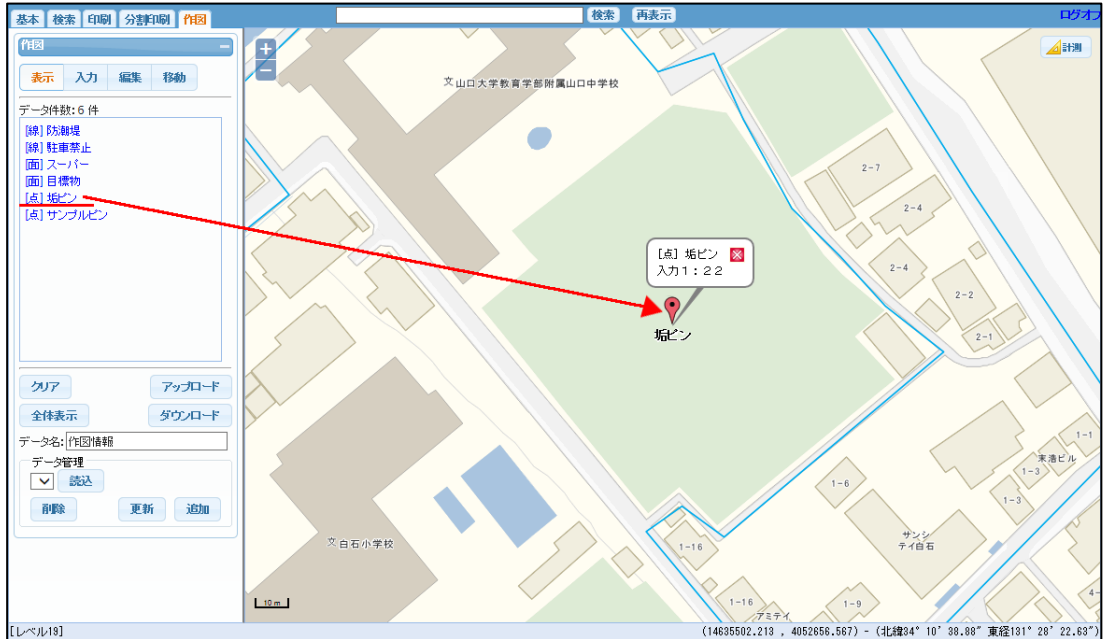 基本 検索 印刷 分割印刷 作図
検索 再表示
ログオフ
作図
表示 入力 編集 移動
データ件数:6 件
[線] 防潮堤
[線] 駐車禁止
[面] スーパー
[面] 目標物
[点] 垢ピン
[点] サンプルピン
クリア アップロード
全体表示 ダウンロード
データ名: 作図情報
データ管理
読込
削除 更新 追加
+
−
計測
文 山口大学教育学部附属山口中学校
2-7
2-4
2-4
2-2
2-1
[点] 垢ピン
入力1:22
垢ピン
1-1
末浩ビル
1-3
1-3
1-6
サンシ
テイ白石
文 白石小学校
1-16
1-16
アミティ
1-9
4-
10 m
[レベル19]
(14635502.213 , 4052656.567) - (北緯34° 10' 38.88" 東経131° 28' 22.63")